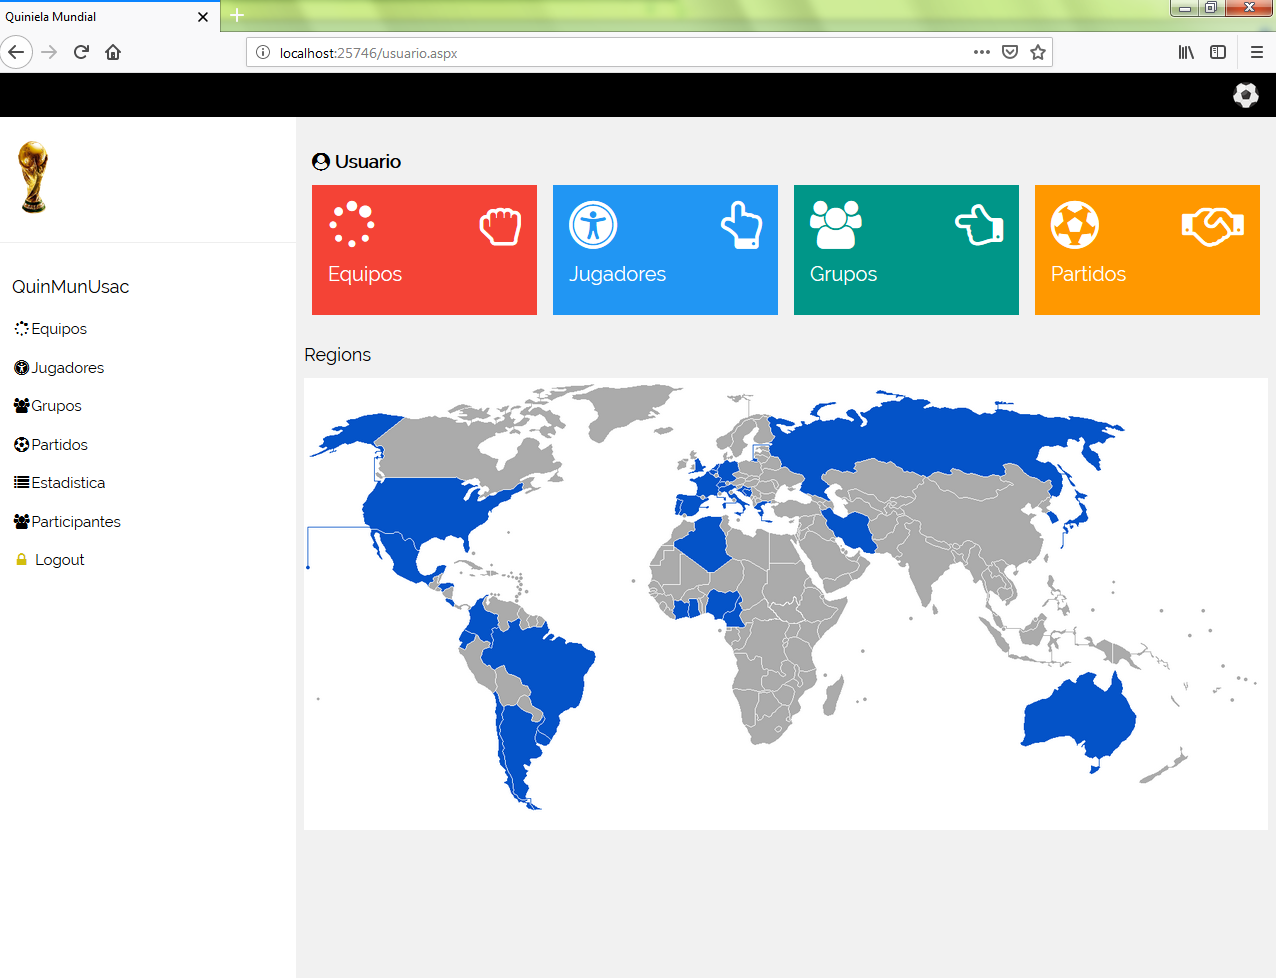 Quiniela Mundial
localhost:25746/usuario.aspx
Usuario
Equipos
Jugadores
Grupos
Partidos
QuinMunUsac
Equipos
Jugadores
Grupos
Partidos
Estadistica
Participantes
Logout
Regions